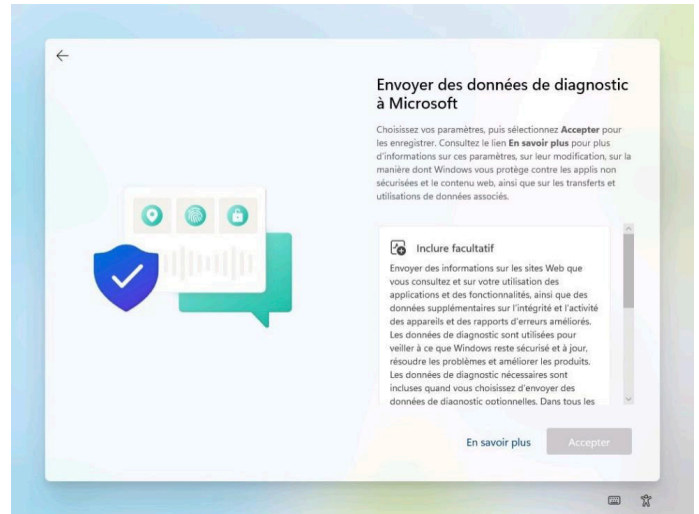 Envoyer des données de diagnostic
à Microsoft
Choisissez vos paramètres, puis sélectionnez Accepter pour
les enregistrer. Consultez le lien En savoir plus pour plus
d'informations sur ces paramètres, sur leur modification, sur la
manière dont Windows vous protège contre les applis non
sécurisées et le contenu web, ainsi que sur les transferts et
utilisations de données associés.
Inclure facultatif
Envoyer des informations sur les sites Web que
vous consultez et sur votre utilisation des
applications et des fonctionnalités, ainsi que des
données supplémentaires sur l'intégrité et l'activité
des appareils et des rapports d'erreurs améliorés.
Les données de diagnostic sont utilisées pour
veiller à ce que Windows reste sécurisé et à jour,
résoudre les problèmes et améliorer les produits.
Les données de diagnostic nécessaires sont
incluses quand vous choisissez d'envoyer des
données de diagnostic optionnelles. Dans tous les
En savoir plus
Accepter